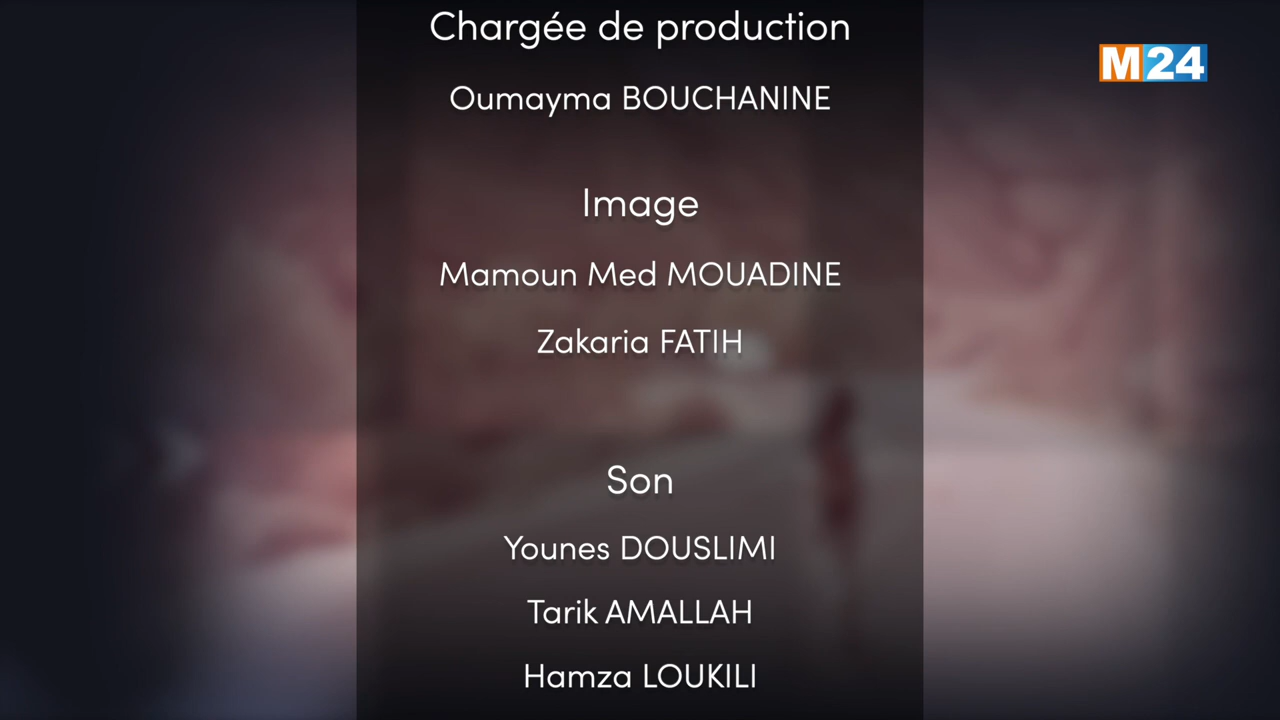 Chargée de production
M24
Oumayma BOUCHANINE
Image
Mamoun Med MOUADINE
Zakaria FATIH
Son
Younes DOUSLIMI
Tarik AMALLAH
Hamza LOUKILI